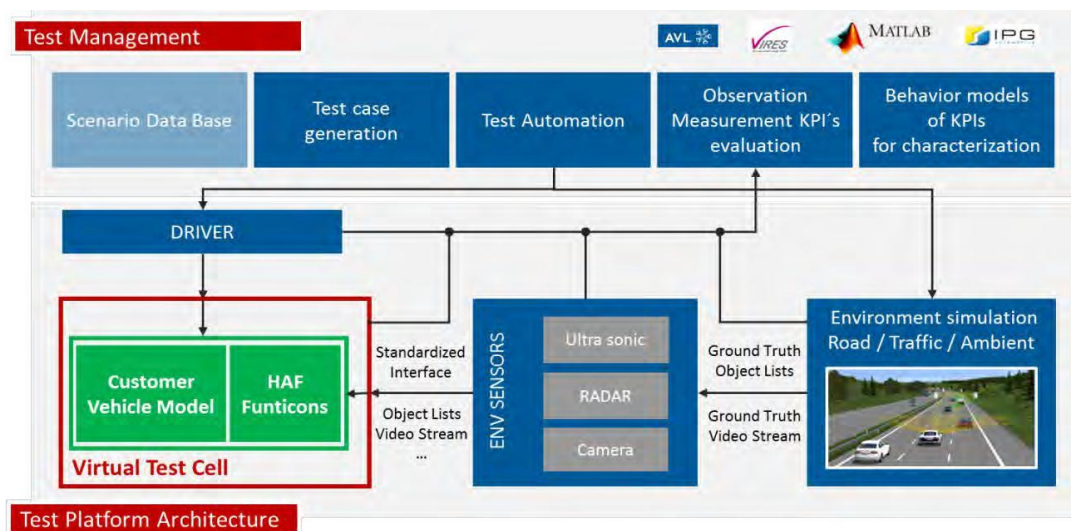 Test Management
AVL
VIRES
MATLAB
IPG
AUTOMOTIVE
Scenario Data Base
Test case
generation
Test Automation
Observation
Measurement KPI´s
evaluation
Behavior models
of KPIs
for characterization
DRIVER
Customer
Vehicle Model
HAF
Funticons
Virtual Test Cell
Standardized
Interface
Object Lists
Video Stream
...
ENV SENSORS
Ultra sonic
RADAR
Camera
Ground Truth
Object Lists
Ground Truth
Video Stream
Environment simulation
Road / Traffic / Ambient
Test Platform Architecture